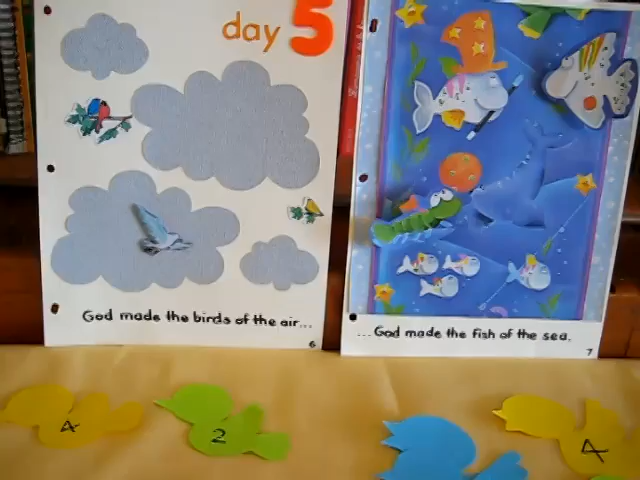 day 5
God made the birds of the air...
6
... God made the fish of the sea.
7
4
2
4